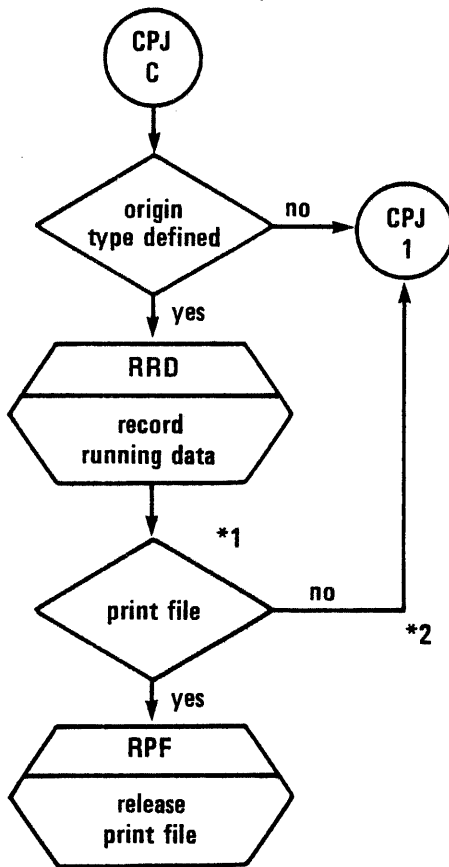 CPJ
C
origin
type defined
no
CPJ
1
yes
RRD
record
running data
*1
print file
no
*2
yes
RPF
release
print file